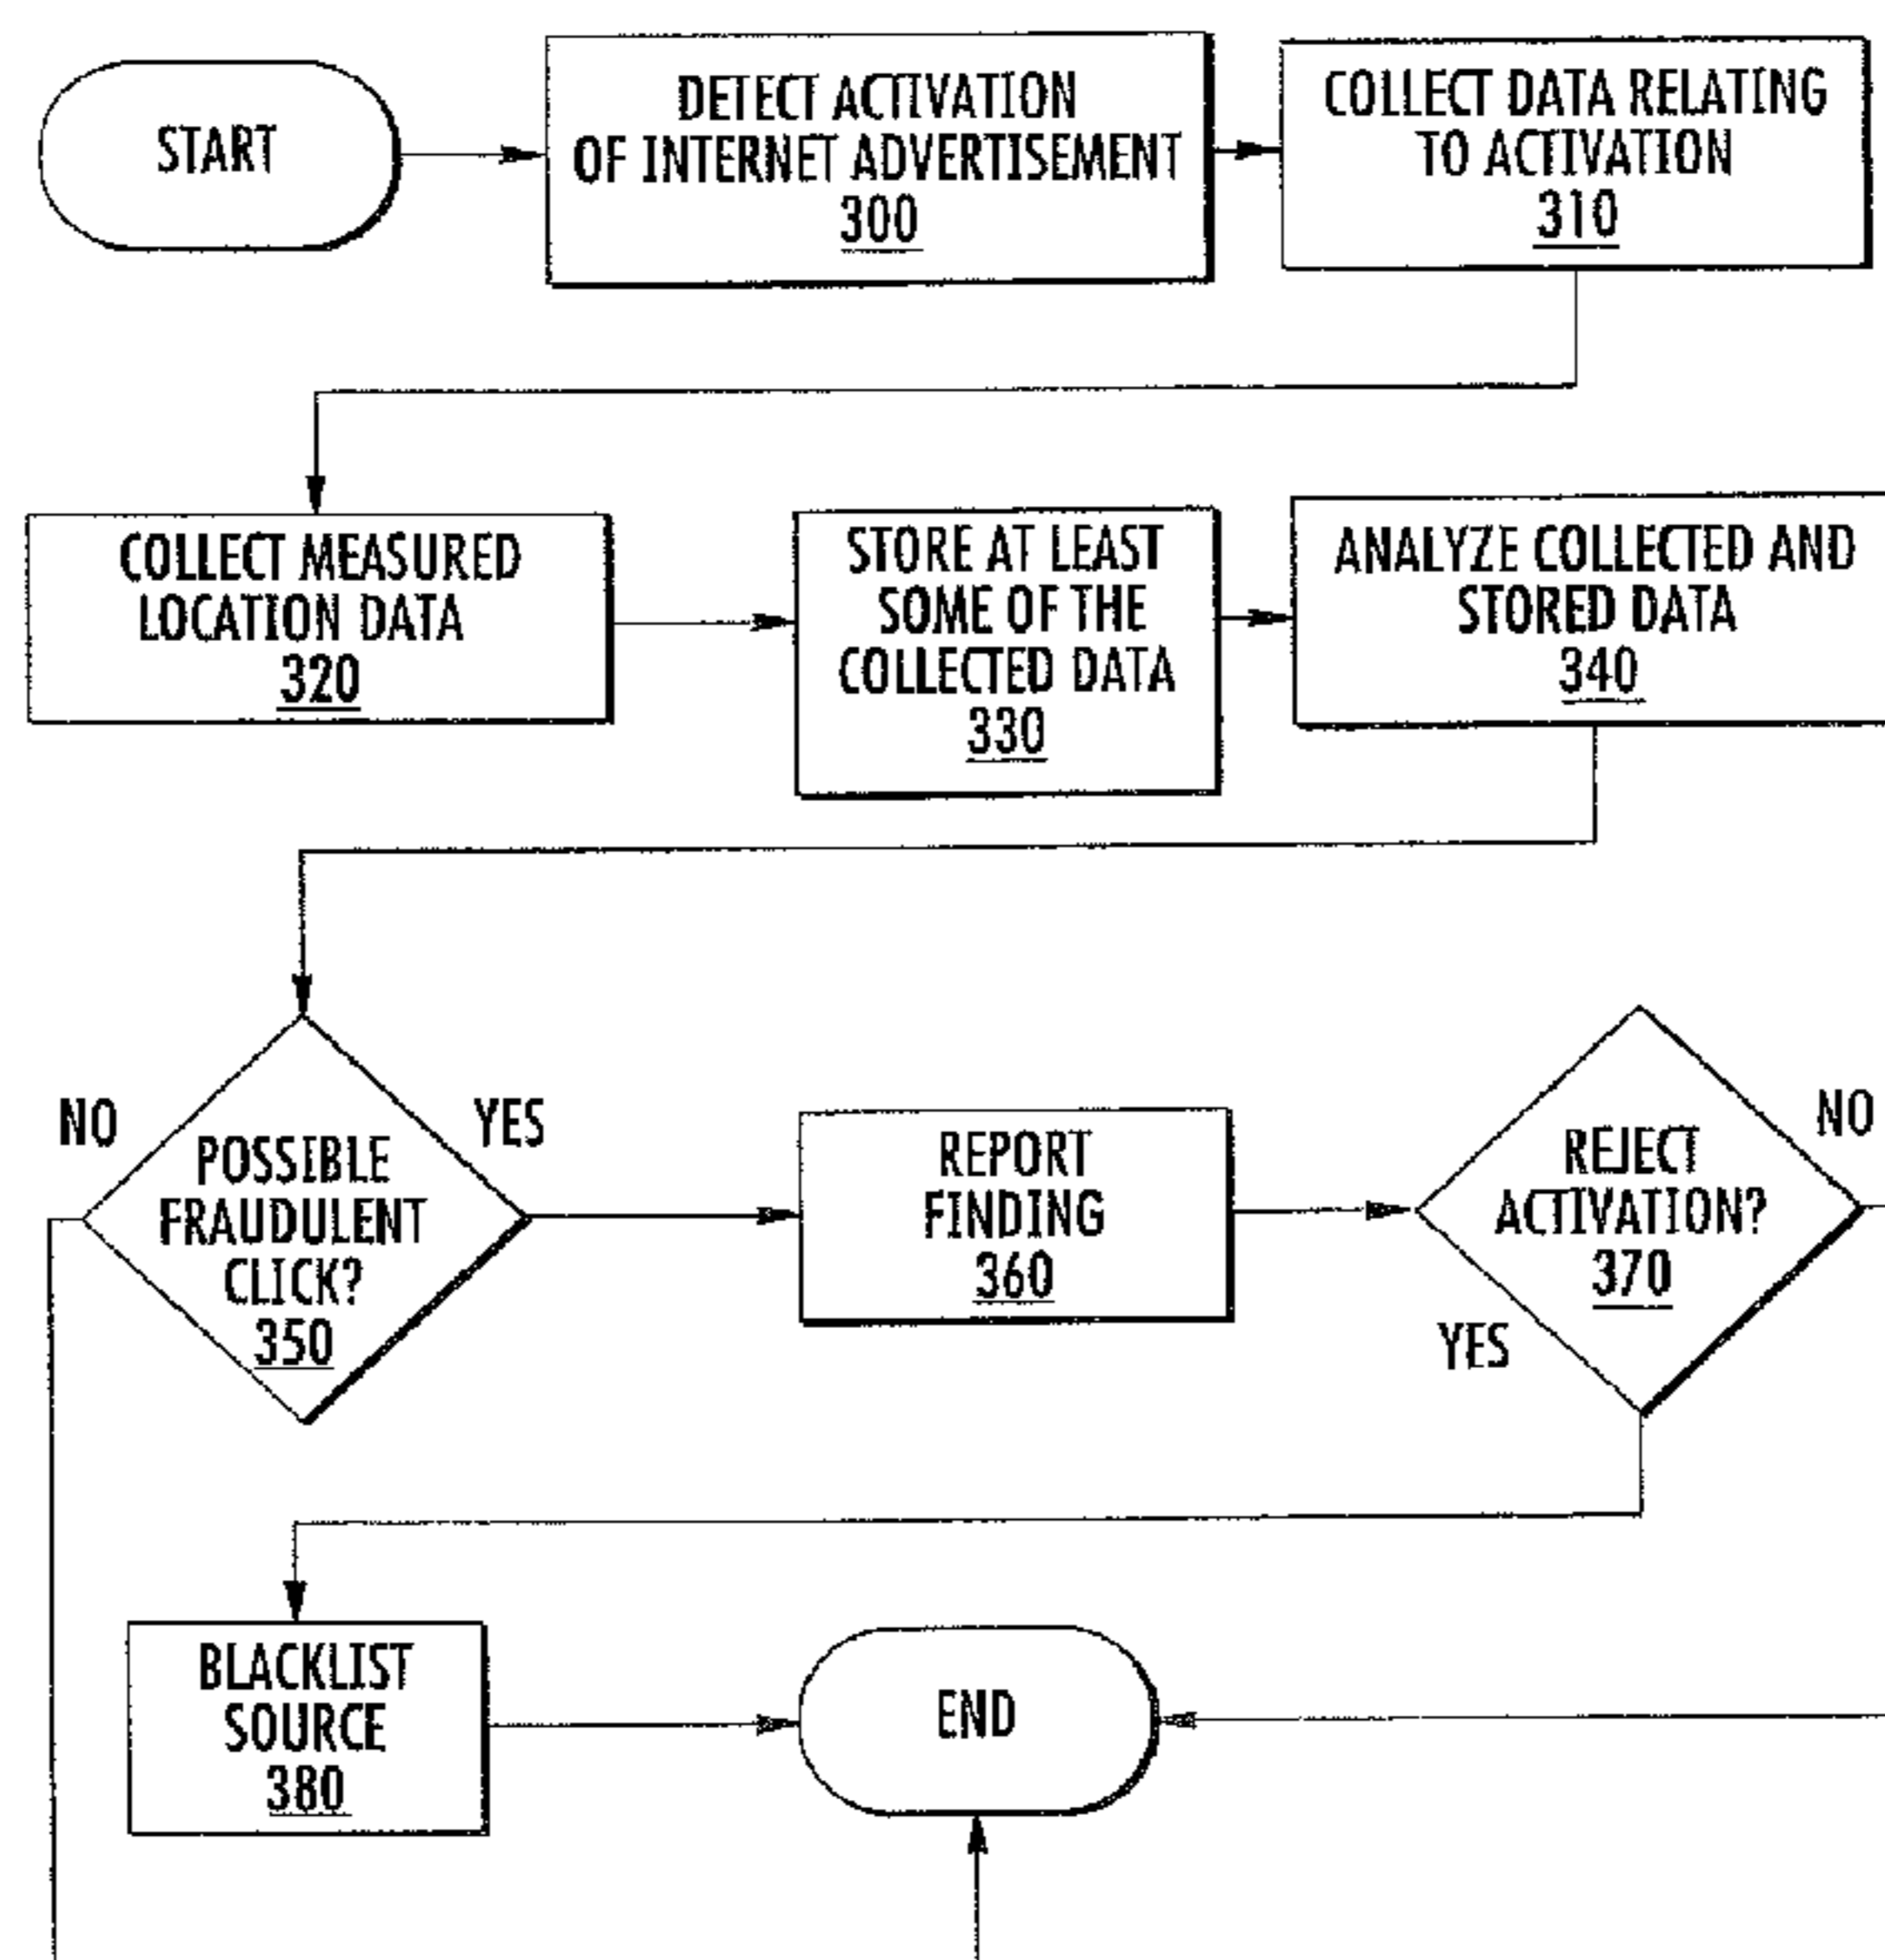 START
DETECT ACTIVATION
OF INTERNET ADVERTISEMENT
300
COLLECT DATA RELATING
TO ACTIVATION
310
COLLECT MEASURED
LOCATION DATA
320
STORE AT LEAST
SOME OF THE
COLLECTED DATA
330
ANALYZE COLLECTED AND
STORED DATA
340
NO
POSSIBLE
FRAUDULENT
CLICK?
350
YES
REPORT
FINDING
360
REJECT
ACTIVATION?
370
NO
YES
BLACKLIST
SOURCE
380
END